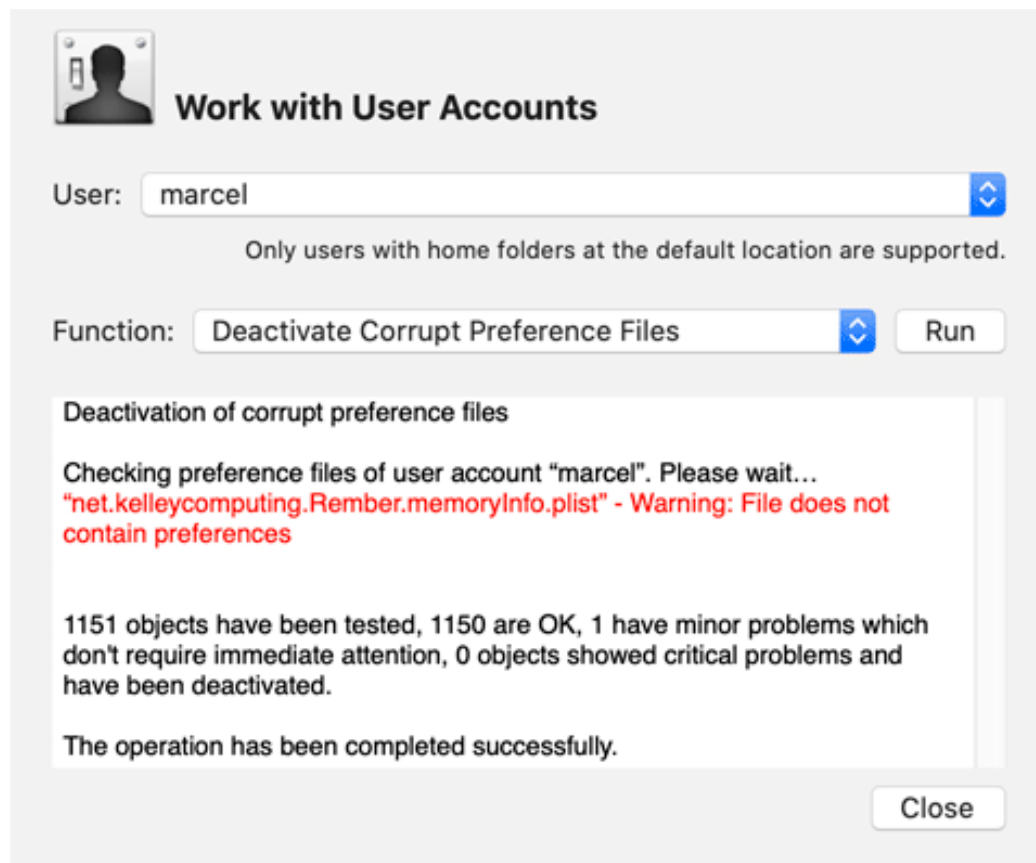 Work with User Accounts
User: marcel
Only users with home folders at the default location are supported.
Function: Deactivate Corrupt Preference Files Run
Deactivation of corrupt preference files
Checking preference files of user account “marcel”. Please wait…
“net.kelleycomputing.Rember.memoryInfo.plist” - Warning: File does not
contain preferences
1151 objects have been tested, 1150 are OK, 1 have minor problems which
don't require immediate attention, 0 objects showed critical problems and
have been deactivated.
The operation has been completed successfully.
Close